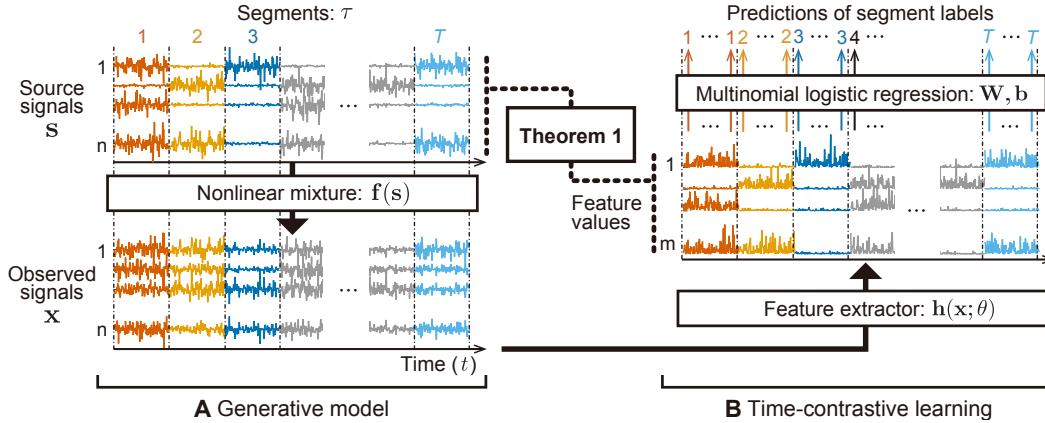 Segments: τ
1 2 3 T
Source
signals
s
1
n
Nonlinear mixture: f(s)
Observed
signals
x
1
n
...
...
Time (t)
A Generative model
Theorem 1
Feature
values
Predictions of segment labels
1 ... 1 2 ... 2 3 ... 3 4 ... T ... T
Multinomial logistic regression: W, b
... ... ... ... ...
1
m
...
Feature extractor: h(x; θ)
B Time-contrastive learning